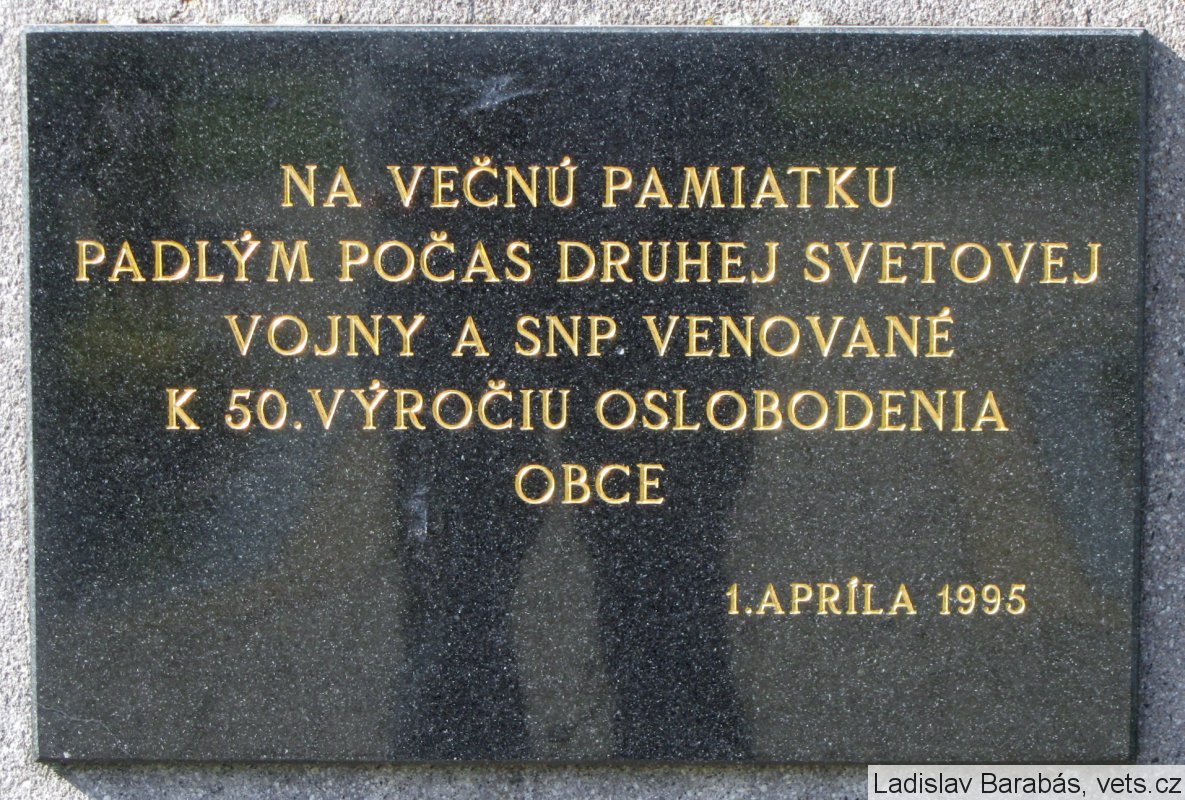 NA VEČNÚ PAMIATKU
PADLÝM POČAS DRUHEJ SVETOVEJ
VOJNY A SNP VENOVANÉ
K 50. VÝROČIU OSLOBODENIA
OBCE
1. APRÍLA 1995
Ladislav Barabás, vets.cz